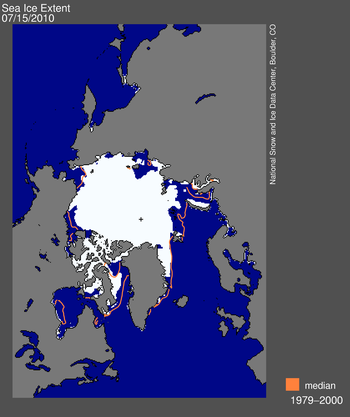 Sea Ice Extent
07/15/2010
National Snow and Ice Data Center, Boulder, CO
median
1979–2000